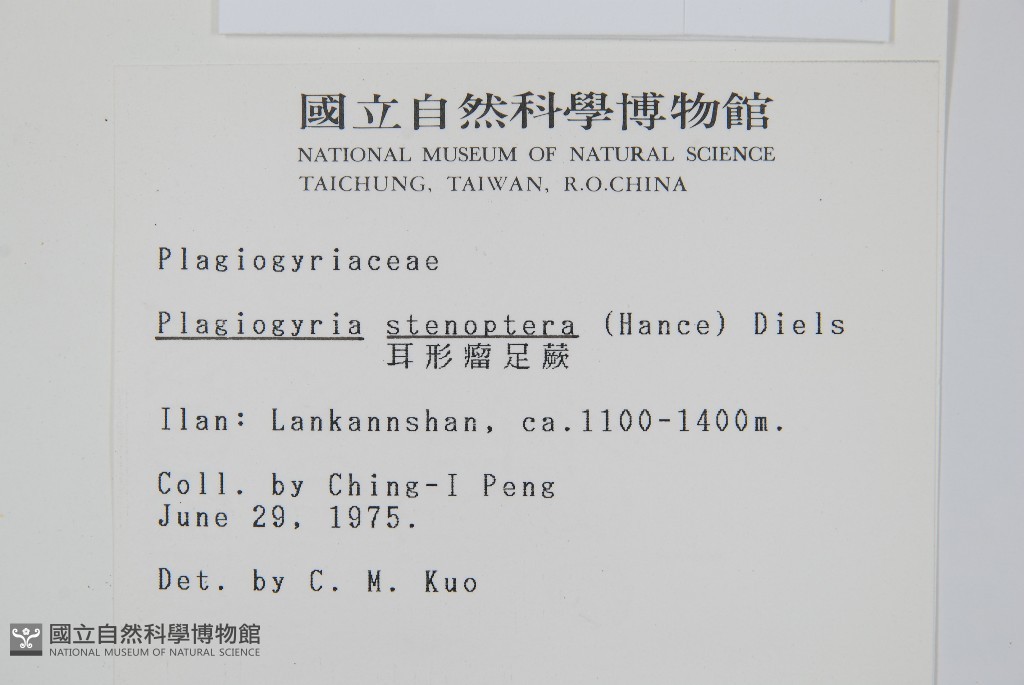 國立自然科學博物館
NATIONAL MUSEUM OF NATURAL SCIENCE
TAICHUNG, TAIWAN, R.O.CHINA
Plagiogyriaceae
Plagiogyria stenoptera (Hance) Diels
耳形瘤足蕨
Ilan: Lankannshan, ca.1100-1400m.
Coll. by Ching-I Peng
June 29, 1975.
Det. by C. M. Kuo
國立自然科學博物館
NATIONAL MUSEUM OF NATURAL SCIENCE